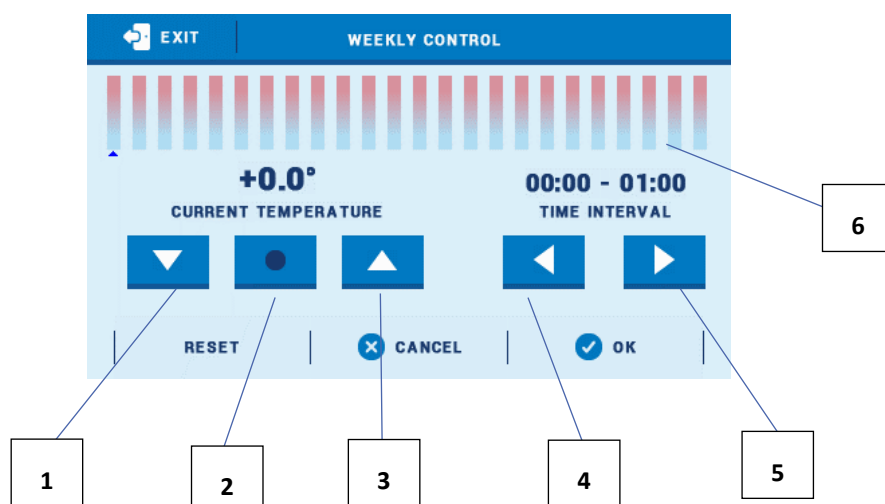 EXIT
WEEKLY CONTROL
+0.0°
00:00 - 01:00
CURRENT TEMPERATURE
TIME INTERVAL
6
RESET
CANCEL
OK
1
2
3
4
5